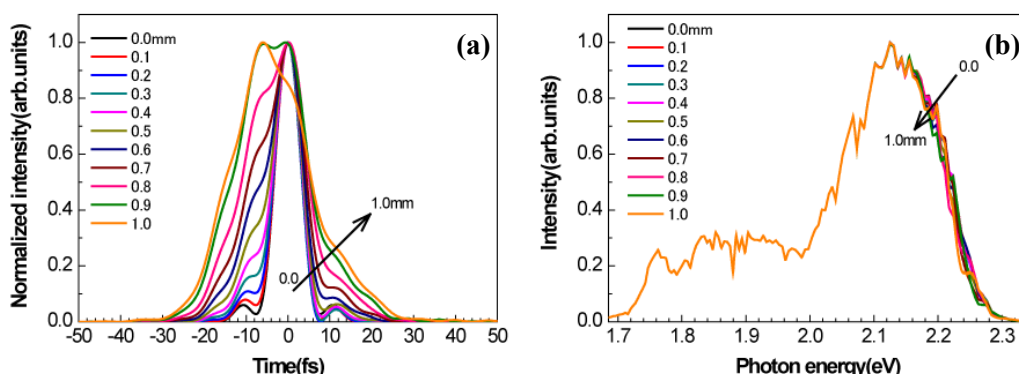 (a)
Normalized intensity(arb.units)
1.0
0.8
0.6
0.4
0.2
0.0
0.0mm
0.1
0.2
0.3
0.4
0.5
0.6
0.7
0.8
0.9
1.0
1.0mm
0.0
-50 -40 -30 -20 -10 0 10 20 30 40 50
Time(fs)
(b)
Intensity(arb.units)
1.0
0.8
0.6
0.4
0.2
0.0
0.0mm
0.1
0.2
0.3
0.4
0.5
0.6
0.7
0.8
0.9
1.0
0.0
1.0mm
1.7 1.8 1.9 2.0 2.1 2.2 2.3
Photon energy(eV)